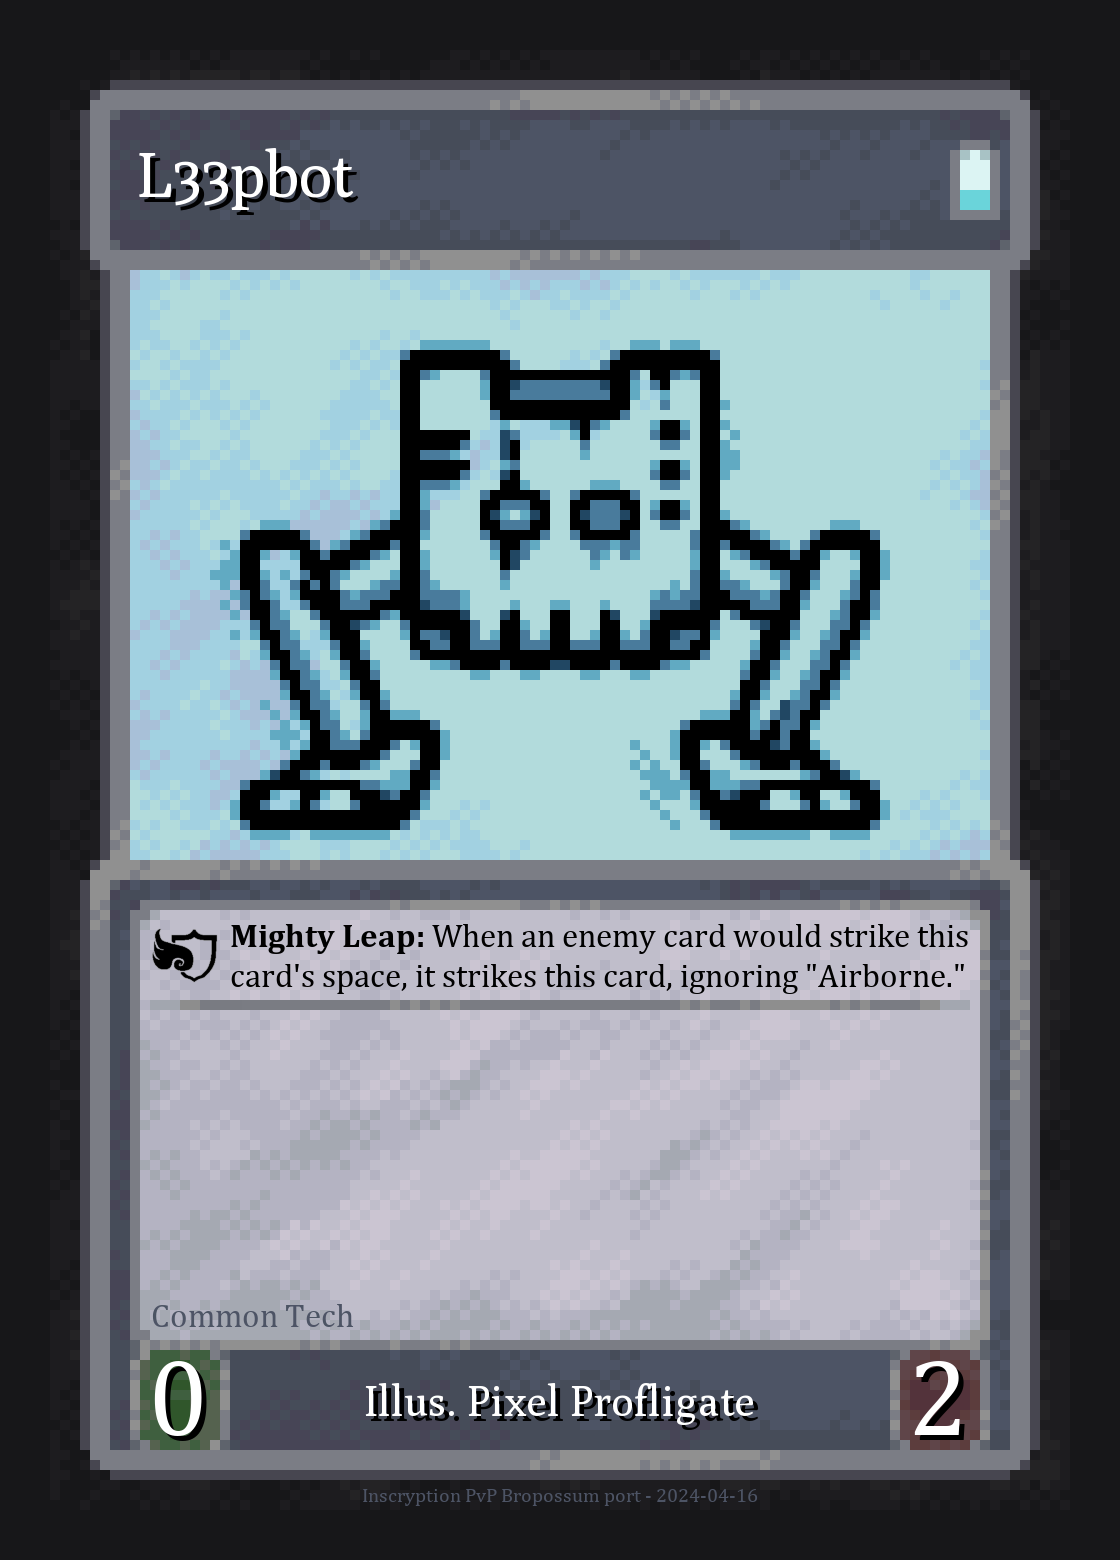 L33pbot
Mighty Leap: When an enemy card would strike this
card's space, it strikes this card, ignoring "Airborne."
Common Tech
0
Illus. Pixel Profligate
2
Inscryption PvP Bropossum port - 2024-04-16